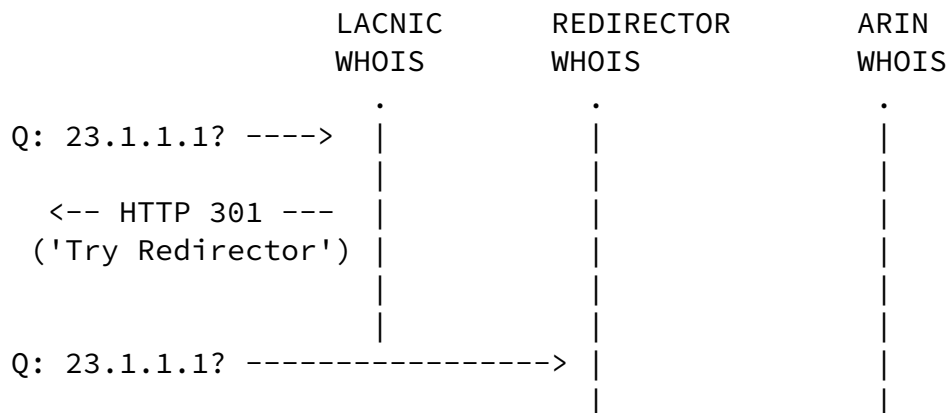 LACNIC REDIRECTOR ARIN
WHOIS WHOIS WHOIS
. . .
Q: 23.1.1.1? ----> | | |
| | |
<-- HTTP 301 --- | | |
('Try Redirector') | | |
| | |
| | |
Q: 23.1.1.1? -----------------> | |
| |